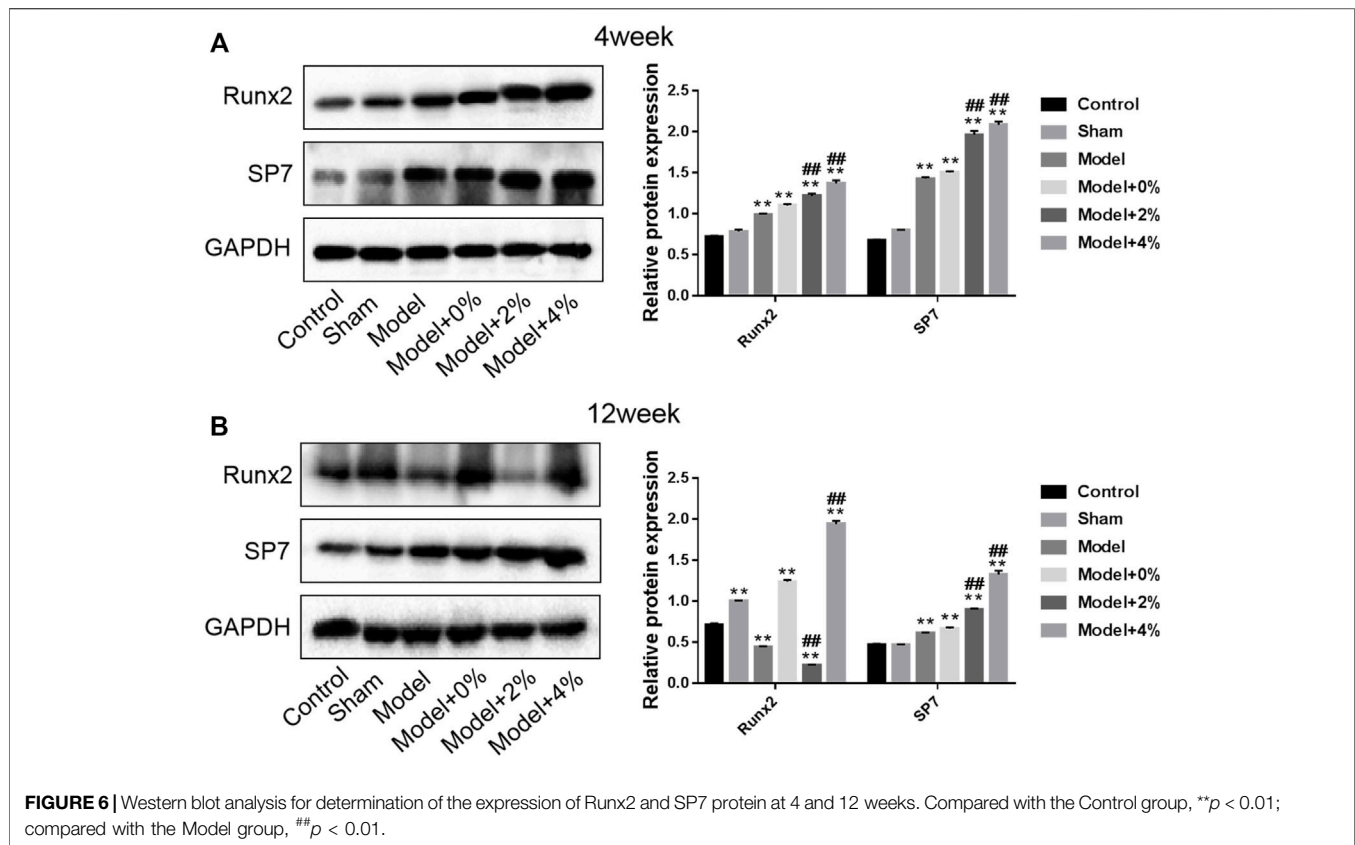 A
4week
Runx2
SP7
GAPDH
Control
Sham
Model
Model+0%
Model+2%
Model+4%
Relative protein expression
2.5
2.0
1.5
1.0
0.5
0.0
** ** ## ** ## ** ** ** ## ** ## **
Runx2
SP7
Control
Sham
Model
Model+0%
Model+2%
Model+4%
B
12week
Runx2
SP7
GAPDH
Control
Sham
Model
Model+0%
Model+2%
Model+4%
Relative protein expression
2.5
2.0
1.5
1.0
0.5
0.0
** ** ** ## ** ## ** ** ** ## ** ## **
Runx2
SP7
Control
Sham
Model
Model+0%
Model+2%
Model+4%
FIGURE 6 | Western blot analysis for determination of the expression of Runx2 and SP7 protein at 4 and 12 weeks. Compared with the Control group, **p < 0.01;
compared with the Model group, ##p < 0.01.